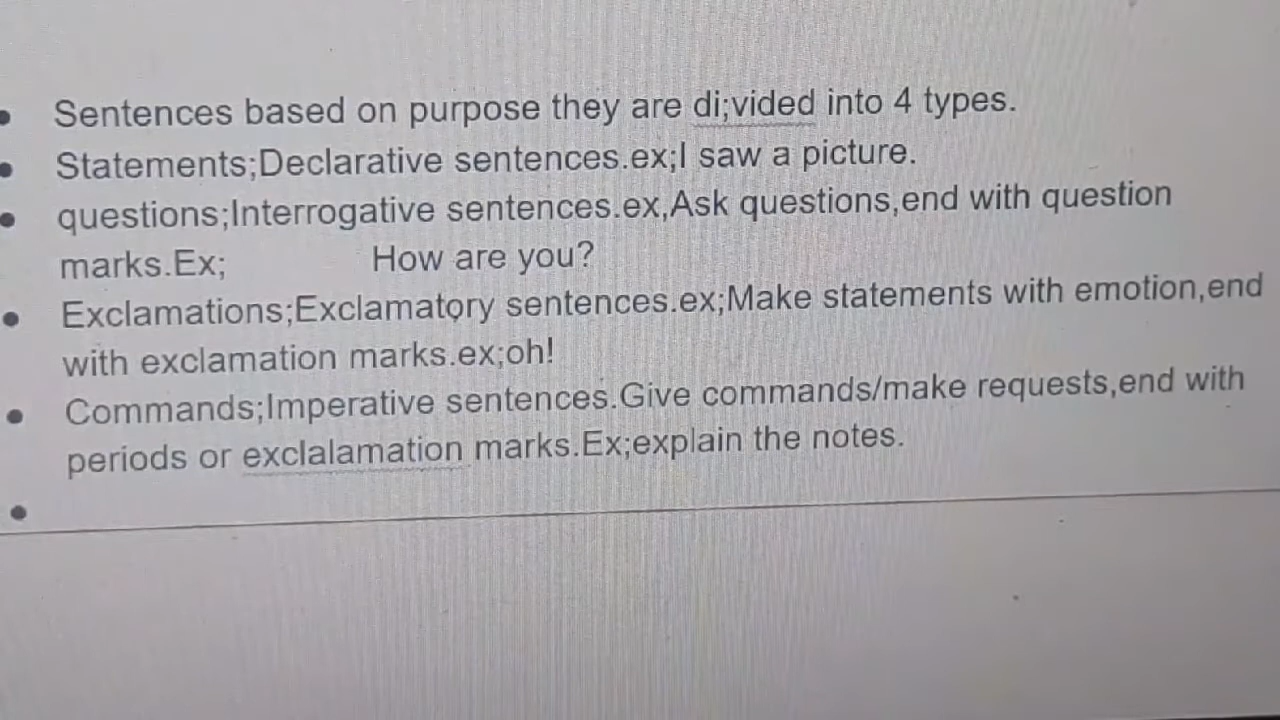 Sentences based on purpose they are di;vided into 4 types.
Statements;Declarative sentences.ex;I saw a picture.
questions;Interrogative sentences.ex,Ask questions,end with question
marks.Ex; How are you?
Exclamations;Exclamatory sentences.ex;Make statements with emotion,end
with exclamation marks.ex;oh!
Commands;Imperative sentences.Give commands/make requests,end with
periods or exclalamation marks.Ex;explain the notes.